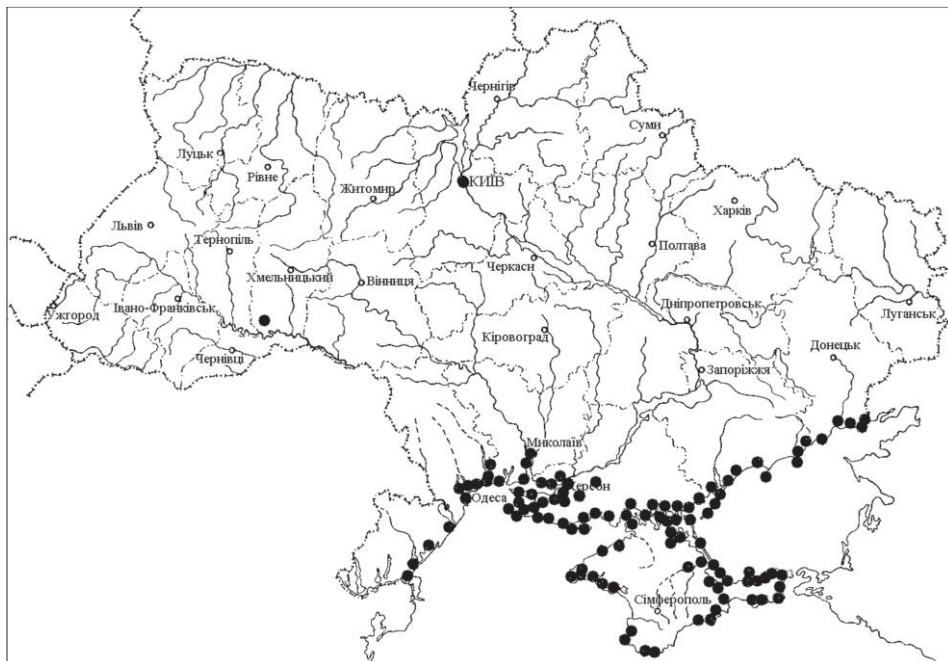 Чернігів
Суми
Луцьк
Рівне
КИЇВ
Житомир
Харків
Львів
Тернопіль
Полтава
Хмельницький
Вінниця
Черкаси
Ужгород
Івано-Франківськ
Дніпропетровськ
Луганськ
Кіровоград
Чернівці
Донецьк
Запоріжжя
Миколаїв
Херсон
Одеса
Сімферополь